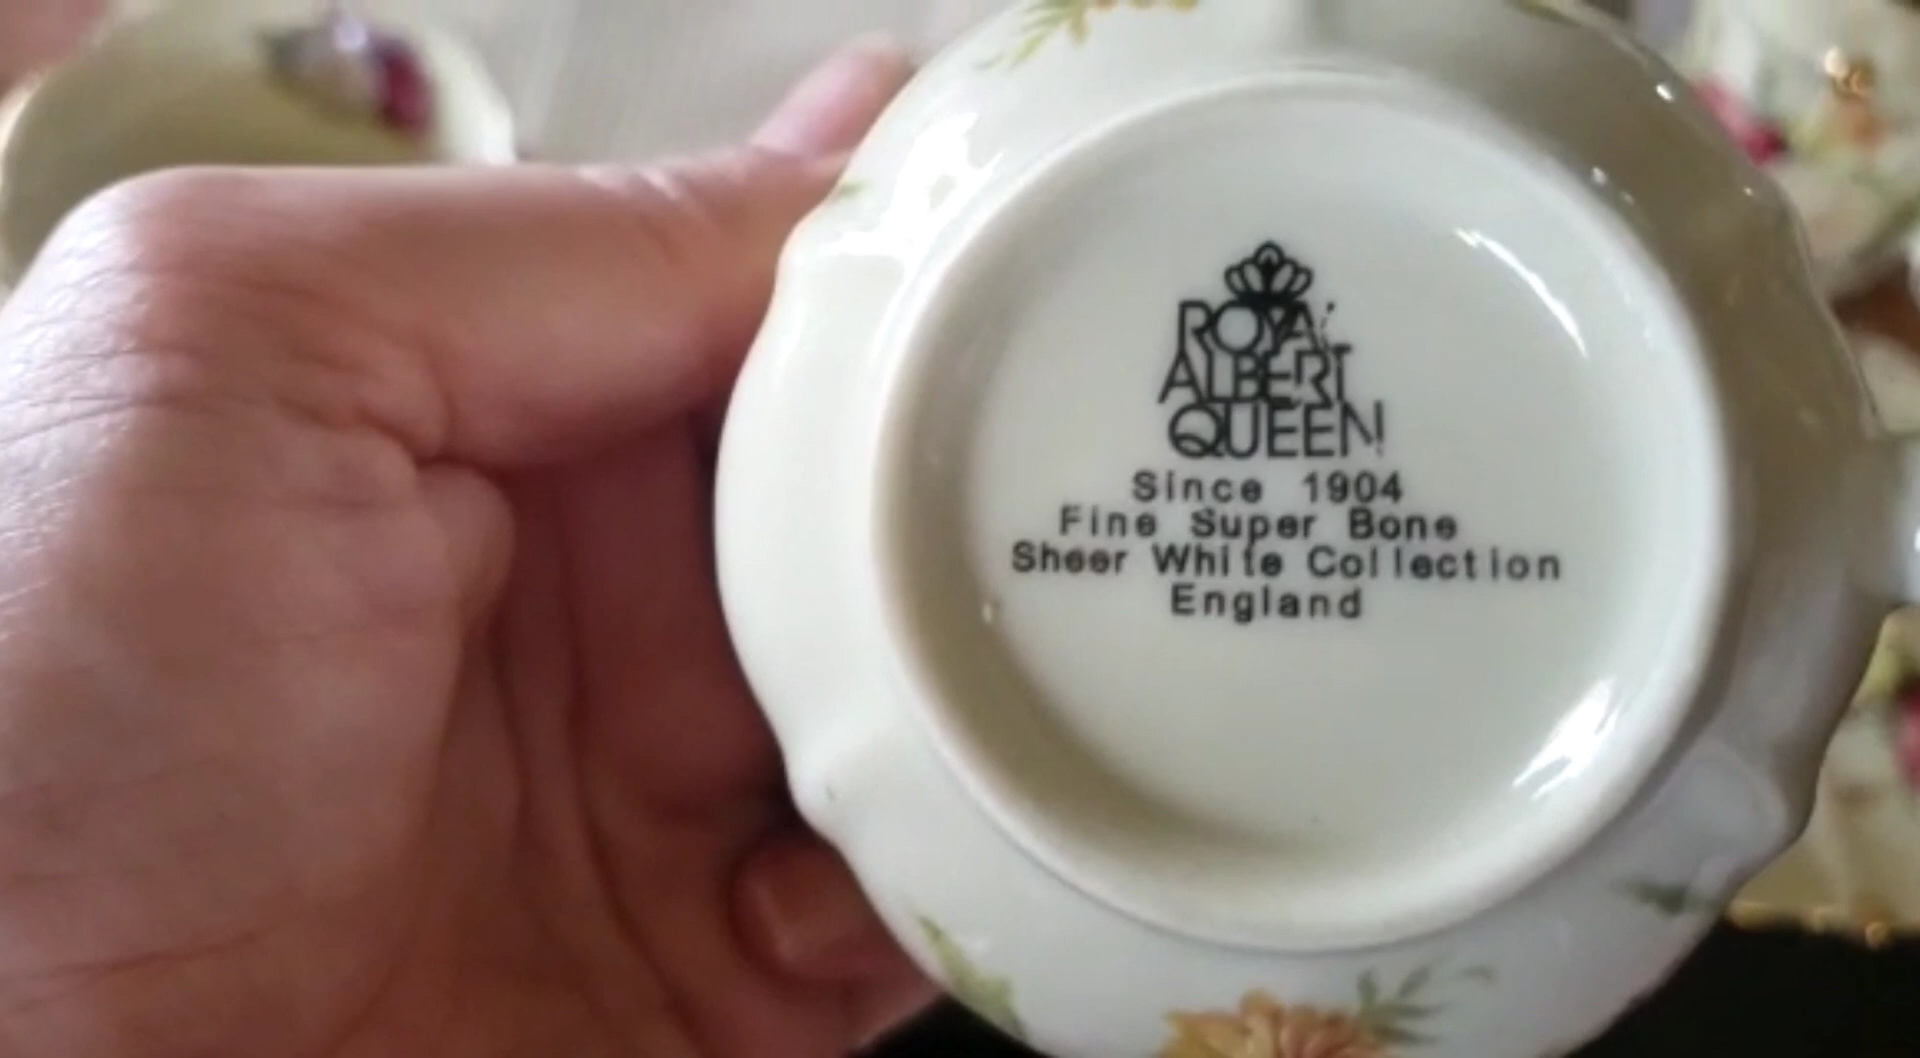 ROYAL
ALBERT
QUEEN
Since 1904
Fine Super Bone
Sheer White Collection
England